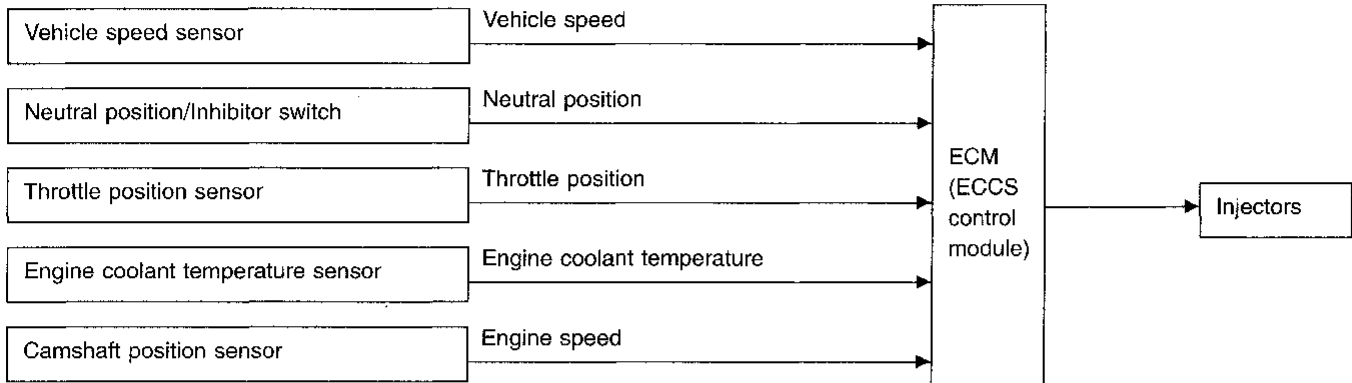 Vehicle speed sensor
Vehicle speed
Neutral position/Inhibitor switch
Neutral position
Throttle position sensor
Throttle position
Engine coolant temperature sensor
Engine coolant temperature
Camshaft position sensor
Engine speed
ECM
(ECCS
control
module)
Injectors